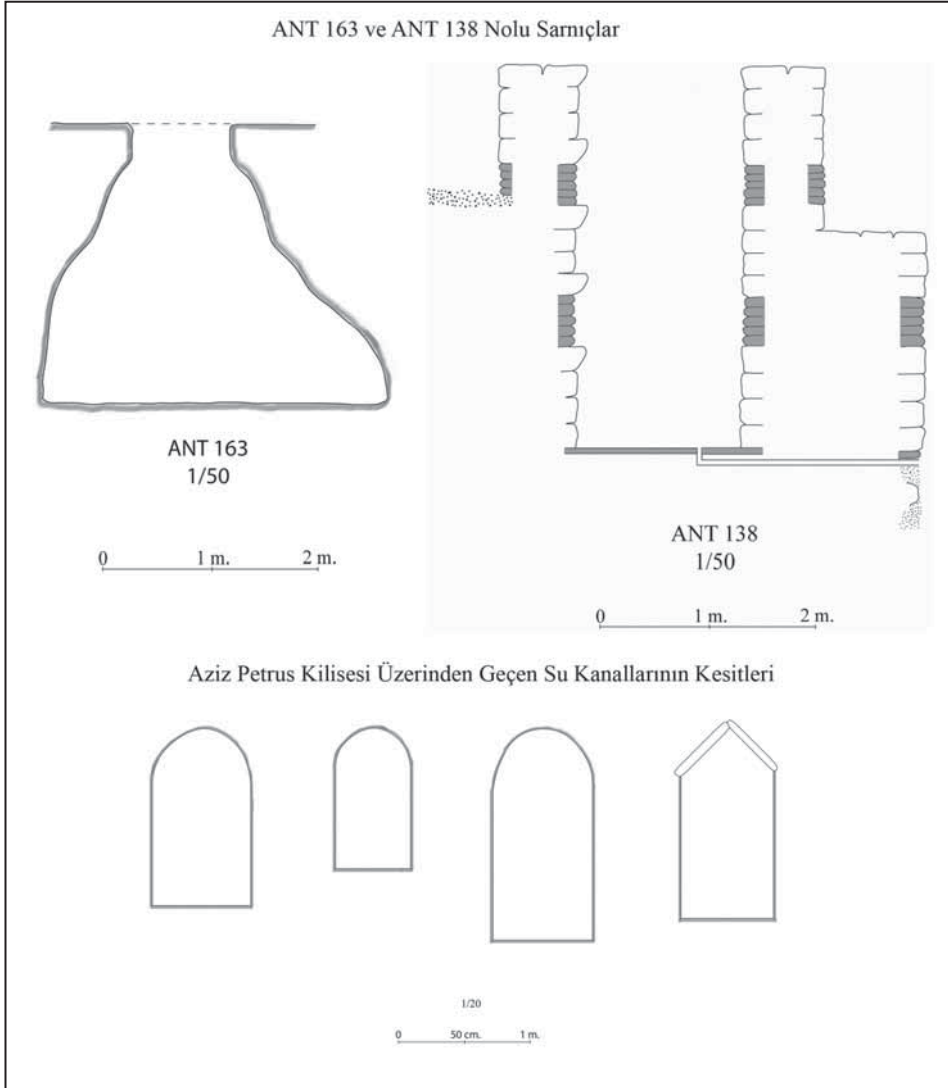 ANT 163 ve ANT 138 Nolu Sarnıçlar
ANT 163
1/50
0 1 m. 2 m.
ANT 138
1/50
0 1 m. 2 m.
Aziz Petrus Kilisesi Üzerinden Geçen Su Kanallarının Kesitleri
1/20
0 50 cm. 1 m.